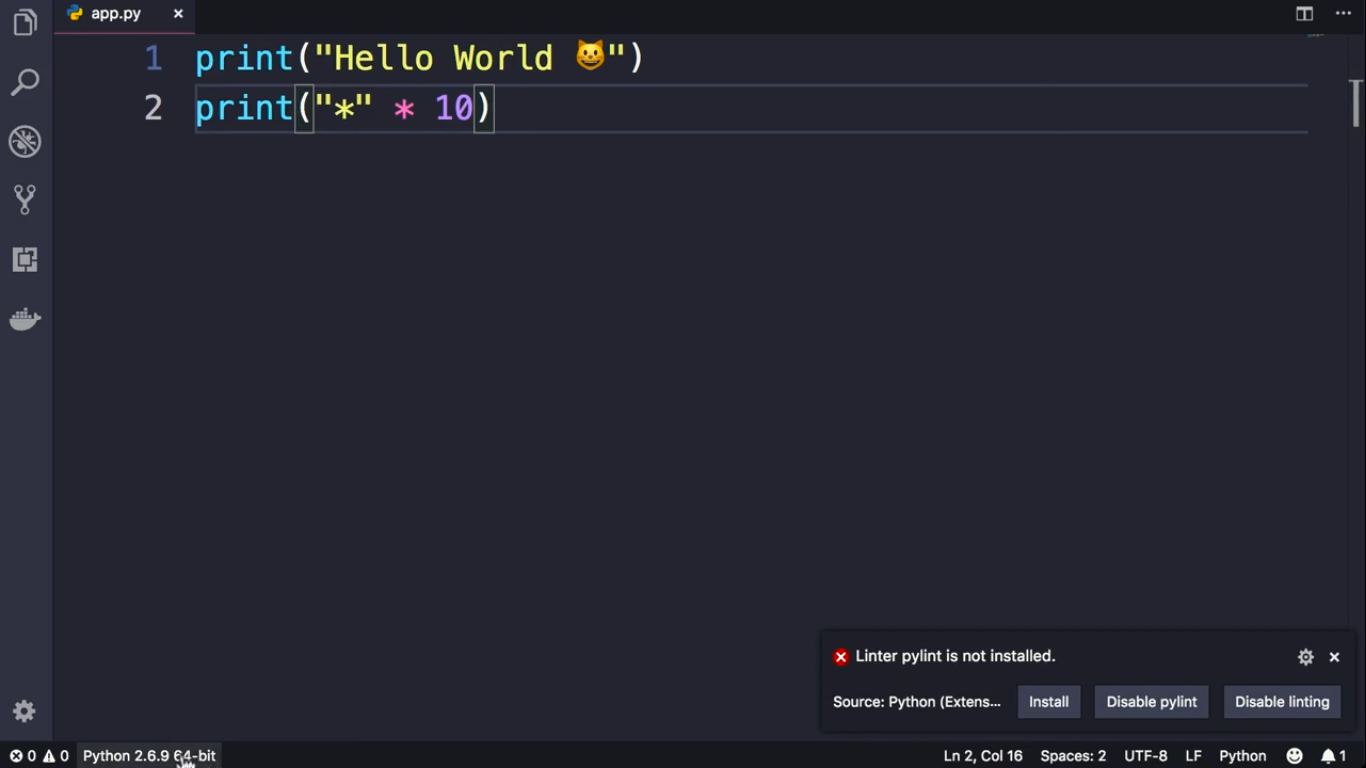 app.py
1 print("Hello World 😺")
2 print("*" * 10)
Linter pylint is not installed.
Source: Python (Extens... Install Disable pylint Disable linting
0 0 Python 2.6.9 64-bit Ln 2, Col 16 Spaces: 2 UTF-8 LF Python 1